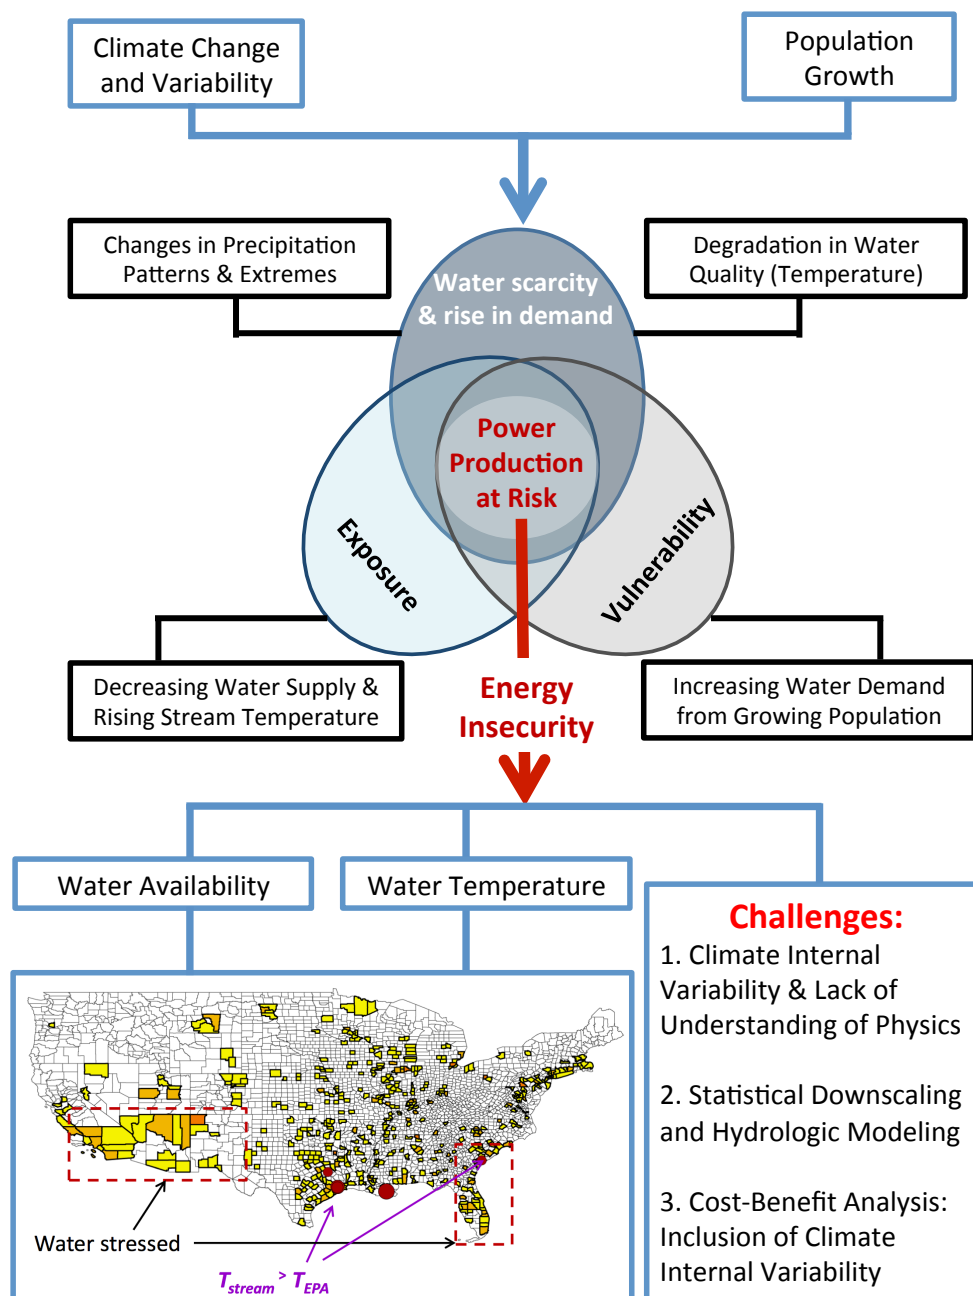 Climate Change
and Variability
Population
Growth
Changes in Precipitation
Patterns & Extremes
Degradation in Water
Quality (Temperature)
Water scarcity
& rise in demand
Power
Production
at Risk
Exposure
Vulnerability
Decreasing Water Supply &
Rising Stream Temperature
Energy
Insecurity
Increasing Water Demand
from Growing Population
Water Availability
Water Temperature
Challenges:
1. Climate Internal
Variability & Lack of
Understanding of Physics
2. Statistical Downscaling
and Hydrologic Modeling
3. Cost-Benefit Analysis:
Inclusion of Climate
Internal Variability
Water stressed
Tstream > TEPA